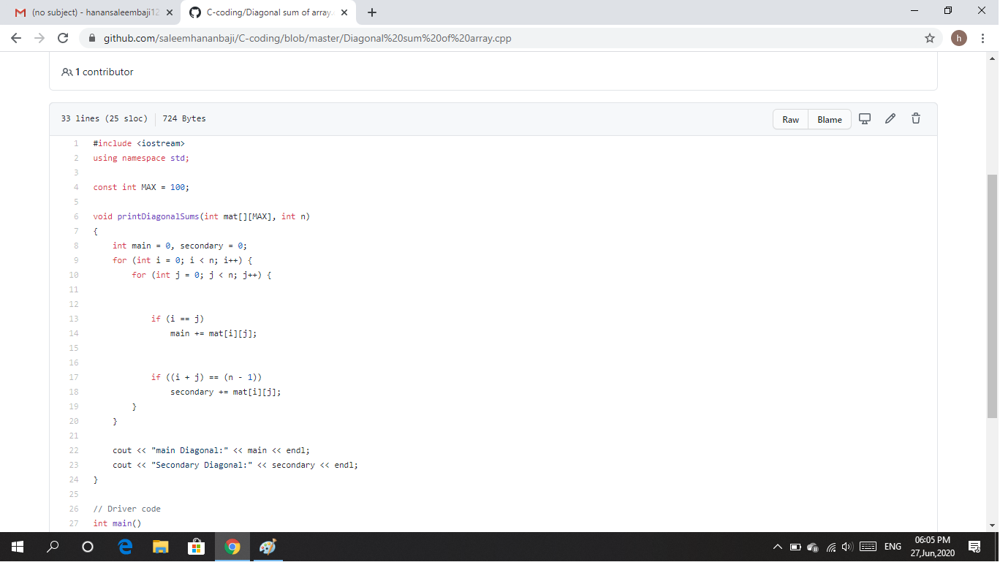 (no subject) - hanansaleembaji12
C-coding/Diagonal sum of array.
github.com/saleemhananbaji/C-coding/blob/master/Diagonal%20sum%20of%20array.cpp
h
1 contributor
33 lines (25 sloc) 724 Bytes
Raw Blame
1 #include <iostream>
2 using namespace std;
3
4 const int MAX = 100;
5
6 void printDiagonalSums(int mat[][MAX], int n)
7 {
8 int main = 0, secondary = 0;
9 for (int i = 0; i < n; i++) {
10 for (int j = 0; j < n; j++) {
11
12
13 if (i == j)
14 main += mat[i][j];
15
16
17 if ((i + j) == (n - 1))
18 secondary += mat[i][j];
19 }
20 }
21
22 cout << "main Diagonal:" << main << endl;
23 cout << "Secondary Diagonal:" << secondary << endl;
24 }
25
26 // Driver code
27 int main()
ENG
06:05 PM
27,Jun,2020